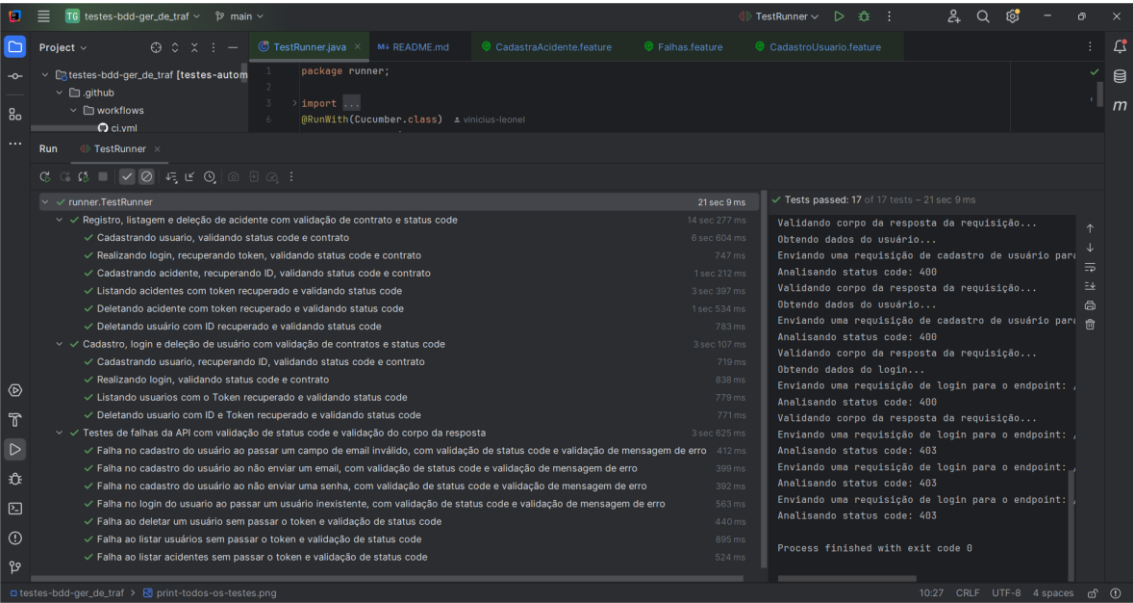 TG testes-bdd-ger_de_traf main TestRunner
Project
TestRunner.java
M↓ README.md
CadastraAcidente.feature
Falhas.feature
CadastroUsuario.feature
testes-bdd-ger_de_traf [testes-autom
.github
workflows
ci.yml
1 package runner;
2
3 import ...
6 @RunWith(Cucumber.class) vinicius-leonel
Run TestRunner
runner.TestRunner 21 sec 9 ms
Registro, listagem e deleção de acidente com validação de contrato e status code 14 sec 277 ms
Cadastrando usuario, validando status code e contrato 6 sec 604 ms
Realizando login, recuperando token, validando status code e contrato 747 ms
Cadastrando acidente, recuperando ID, validando status code e contrato 1 sec 212 ms
Listando acidentes com token recuperado e validando status code 3 sec 397 ms
Deletando acidente com token recuperado e validando status code 1 sec 534 ms
Deletando usuário com ID recuperado e validando status code 783 ms
Cadastro, login e deleção de usuário com validação de contratos e status code 3 sec 107 ms
Cadastrando usuario, recuperando ID, validando status code e contrato 719 ms
Realizando login, validando status code e contrato 838 ms
Listando usuarios com o Token recuperado e validando status code 779 ms
Deletando usuario com ID e Token recuperado e validando status code 771 ms
Testes de falhas da API com validação de status code e validação do corpo da resposta 3 sec 625 ms
Falha no cadastro do usuário ao passar um campo de email inválido, com validação de status code e validação de mensagem de erro 412 ms
Falha no cadastro do usuário ao não enviar um email, com validação de status code e validação de mensagem de erro 399 ms
Falha no cadastro do usuário ao não enviar uma senha, com validação de status code e validação de mensagem de erro 392 ms
Falha no login do usuario ao passar um usuário inexistente, com validação de status code e validação de mensagem de erro 563 ms
Falha ao deletar um usuário sem passar o token e validação de status code 440 ms
Falha ao listar usuários sem passar o token e validação de status code 895 ms
Falha ao listar acidentes sem passar o token e validação de status code 524 ms
Tests passed: 17 of 17 tests – 21 sec 9 ms
Validando corpo da resposta da requisição...
Obtendo dados do usuário...
Enviando uma requisição de cadastro de usuário para
Analisando status code: 400
Validando corpo da resposta da requisição...
Obtendo dados do usuário...
Enviando uma requisição de cadastro de usuário para
Analisando status code: 400
Validando corpo da resposta da requisição...
Obtendo dados do login...
Enviando uma requisição de login para o endpoint: /
Analisando status code: 400
Validando corpo da resposta da requisição...
Enviando uma requisição de login para o endpoint: /
Analisando status code: 403
Enviando uma requisição de login para o endpoint: /
Analisando status code: 403
Enviando uma requisição de login para o endpoint: /
Analisando status code: 403
Process finished with exit code 0
testes-bdd-ger_de_traf > print-todos-os-testes.png
10:27 CRLF UTF-8 4 spaces